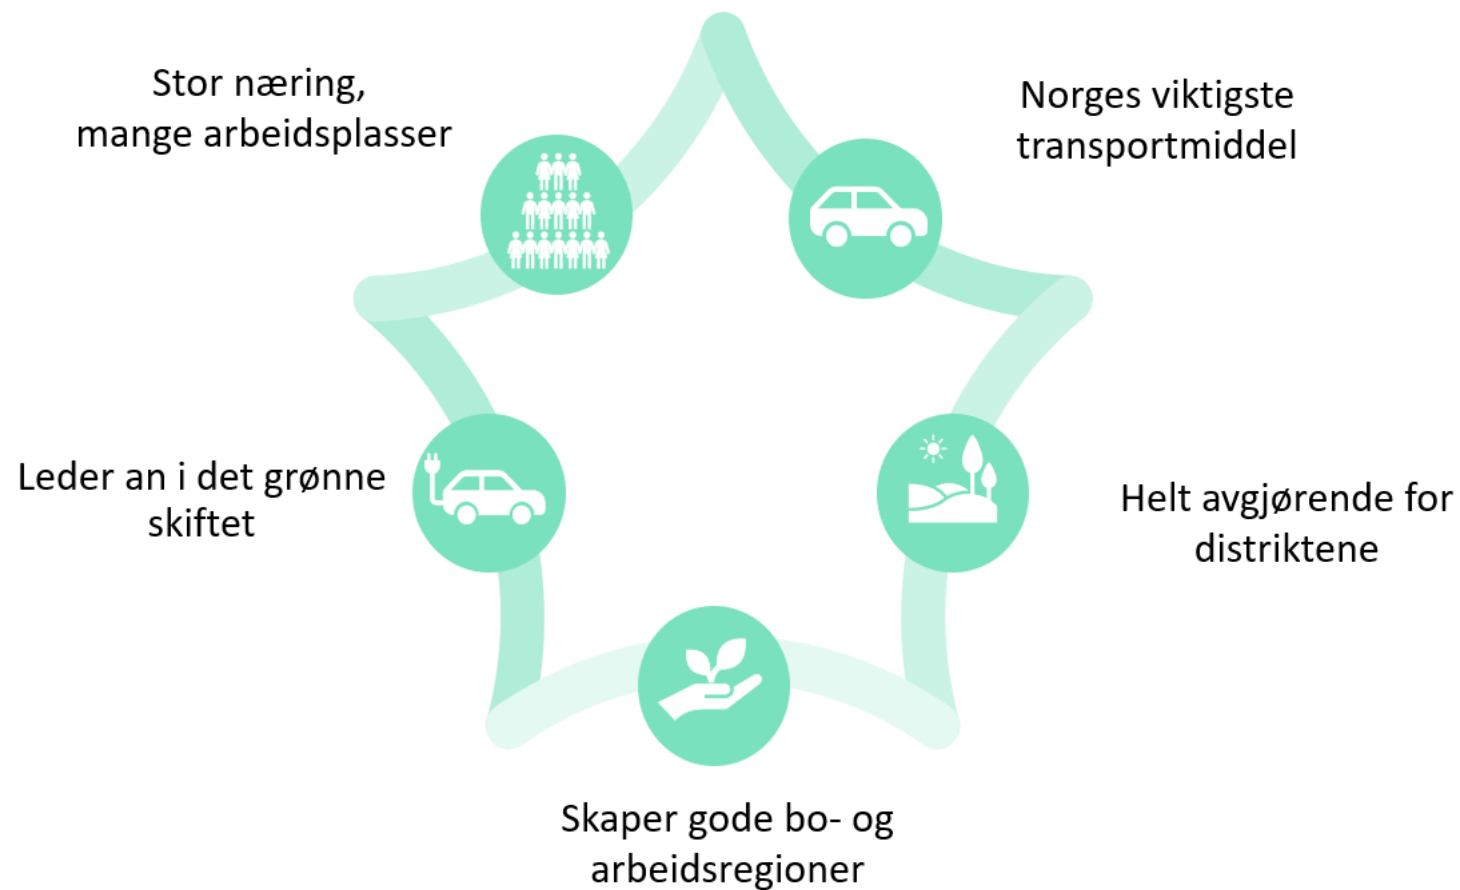 Stor næring,
mange arbeidsplasser
Norges viktigste
transportmiddel
Leder an i det grønne
skiftet
Helt avgjørende for
distriktene
Skaper gode bo- og
arbeidsregioner